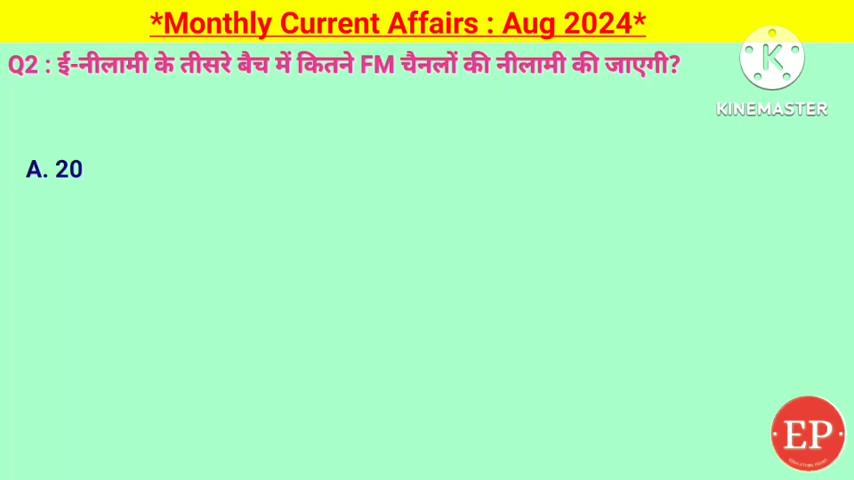 *Monthly Current Affairs : Aug 2024*
Q2 : ई-नीलामी के तीसरे बैच में कितने FM चैनलों की नीलामी की जाएगी?
K
KINEMASTER
A. 20
EP